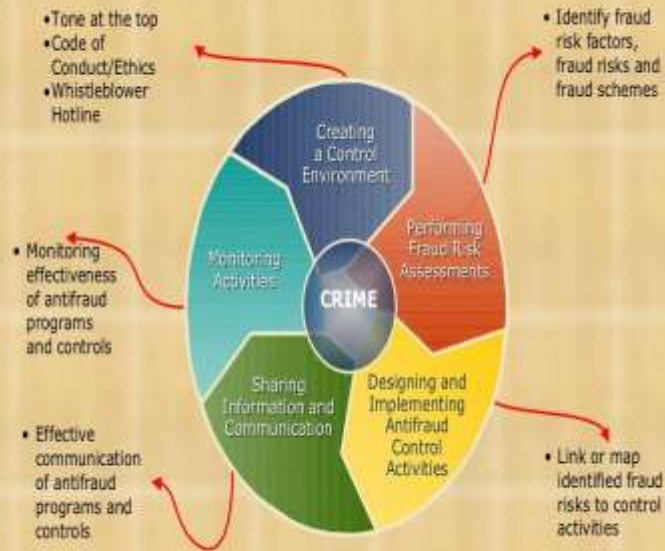 •Tone at the top
•Code of
Conduct/Ethics
•Whistleblower
Hotline
• Identify fraud
risk factors,
fraud risks and
fraud schemes
Creating
a Control
Environment
Performing
Fraud Risk
Assessments
Monitoring
Activities
CRIME
• Monitoring
effectiveness
of antifraud
programs
and controls
Sharing
Information and
Communication
Designing and
Implementing
Antifraud
Control
Activities
• Effective
communication
of antifraud
programs and
controls
• Link or map
identified fraud
risks to control
activities